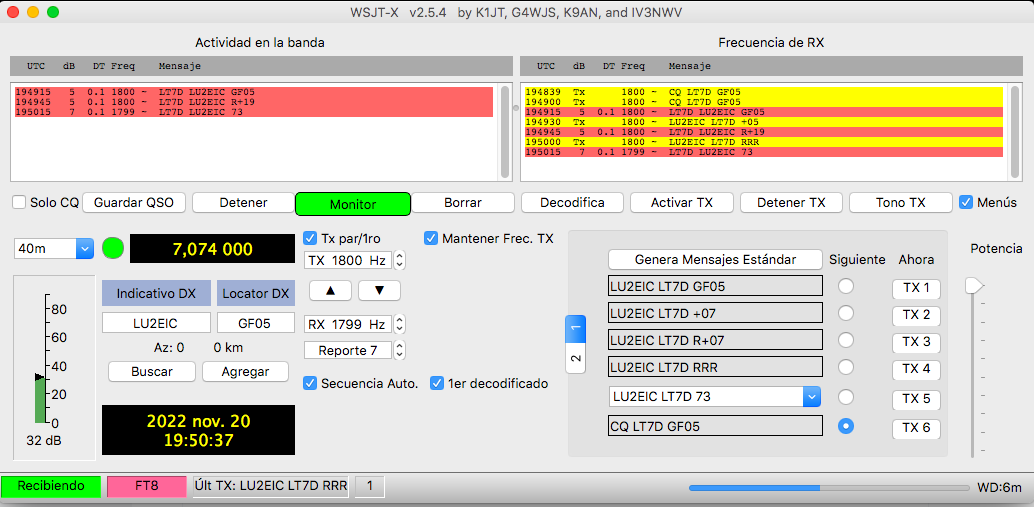 WSJT-X v2.5.4 by K1JT, G4WJS, K9AN, and IV3NWV
Actividad en la banda
Frecuencia de RX
UTC dB DT Freq Mensaje
UTC dB DT Freq Mensaje
194915 5 0.1 1800 ~ LT7D LU2EIC GF05
194945 5 0.1 1800 ~ LT7D LU2EIC R+19
195015 7 0.1 1799 ~ LT7D LU2EIC 73
194839 Tx 1800 ~ CQ LT7D GF05
194900 Tx 1800 ~ CQ LT7D GF05
194915 5 0.1 1800 ~ LT7D LU2EIC GF05
194930 Tx 1800 ~ LU2EIC LT7D +05
194945 5 0.1 1800 ~ LT7D LU2EIC R+19
195000 Tx 1800 ~ LU2EIC LT7D RRR
195015 7 0.1 1799 ~ LT7D LU2EIC 73
Solo CQ Guardar QSO Detener Monitor Borrar Decodifica Activar TX Detener TX Tono TX Menús
40m 7,074 000
Tx par/1ro Mantener Frec. TX
TX 1800 Hz
Indicativo DX Locator DX
LU2EIC GF05
Az: 0 0 km
Buscar Agregar
RX 1799 Hz
Reporte 7
Secuencia Auto. 1er decodificado
80
60
40
20
0
32 dB
2022 nov. 20
19:50:37
1
2
Genera Mensajes Estándar Siguiente Ahora
LU2EIC LT7D GF05 TX 1
LU2EIC LT7D +07 TX 2
LU2EIC LT7D R+07 TX 3
LU2EIC LT7D RRR TX 4
LU2EIC LT7D 73 TX 5
CQ LT7D GF05 TX 6
Potencia
Recibiendo FT8 Últ TX: LU2EIC LT7D RRR 1 WD:6m